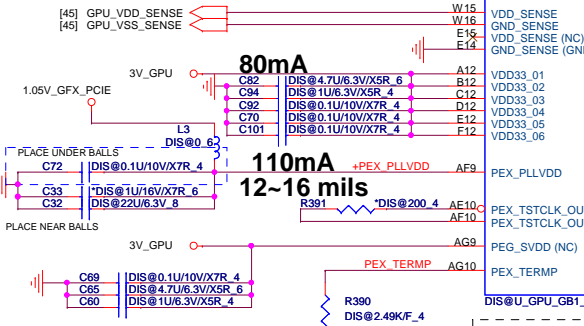 [45] GPU_VDD_SENSE
[45] GPU_VSS_SENSE
W15 VDD_SENSE
W16 GND_SENSE
E15 VDD_SENSE (NC)
E14 GND_SENSE (GN
80mA
3V_GPU
C82 DIS@4.7U/6.3V/X5R_6
C94 DIS@1U/6.3V/X5R_4
C92 DIS@0.1U/10V/X7R_4
C70 DIS@0.1U/10V/X7R_4
C101 DIS@0.1U/10V/X7R_4
A12 VDD33_01
B12 VDD33_02
C12 VDD33_03
D12 VDD33_04
E12 VDD33_05
F12 VDD33_06
1.05V_GFX_PCIE
L3
DIS@0_6
PLACE UNDER BALLS
C72 DIS@0.1U/10V/X7R_4
110mA
12~16 mils
+PEX_PLLVDD
AF9 PEX_PLLVDD
C33 *DIS@1U/16V/X7R_6
C32 DIS@22U/6.3V_8
PLACE NEAR BALLS
R391 *DIS@200_4
AE10 PEX_TSTCLK_OU
AF10 PEX_TSTCLK_OU
3V_GPU
AG9 PEG_SVDD (NC)
C69 DIS@0.1U/10V/X7R_4
C65 DIS@4.7U/6.3V/X5R_6
C60 DIS@1U/6.3V/X5R_4
PEX_TERMP
AG10 PEX_TERMP
R390
DIS@2.49K/F_4
DIS@U_GPU_GB1_